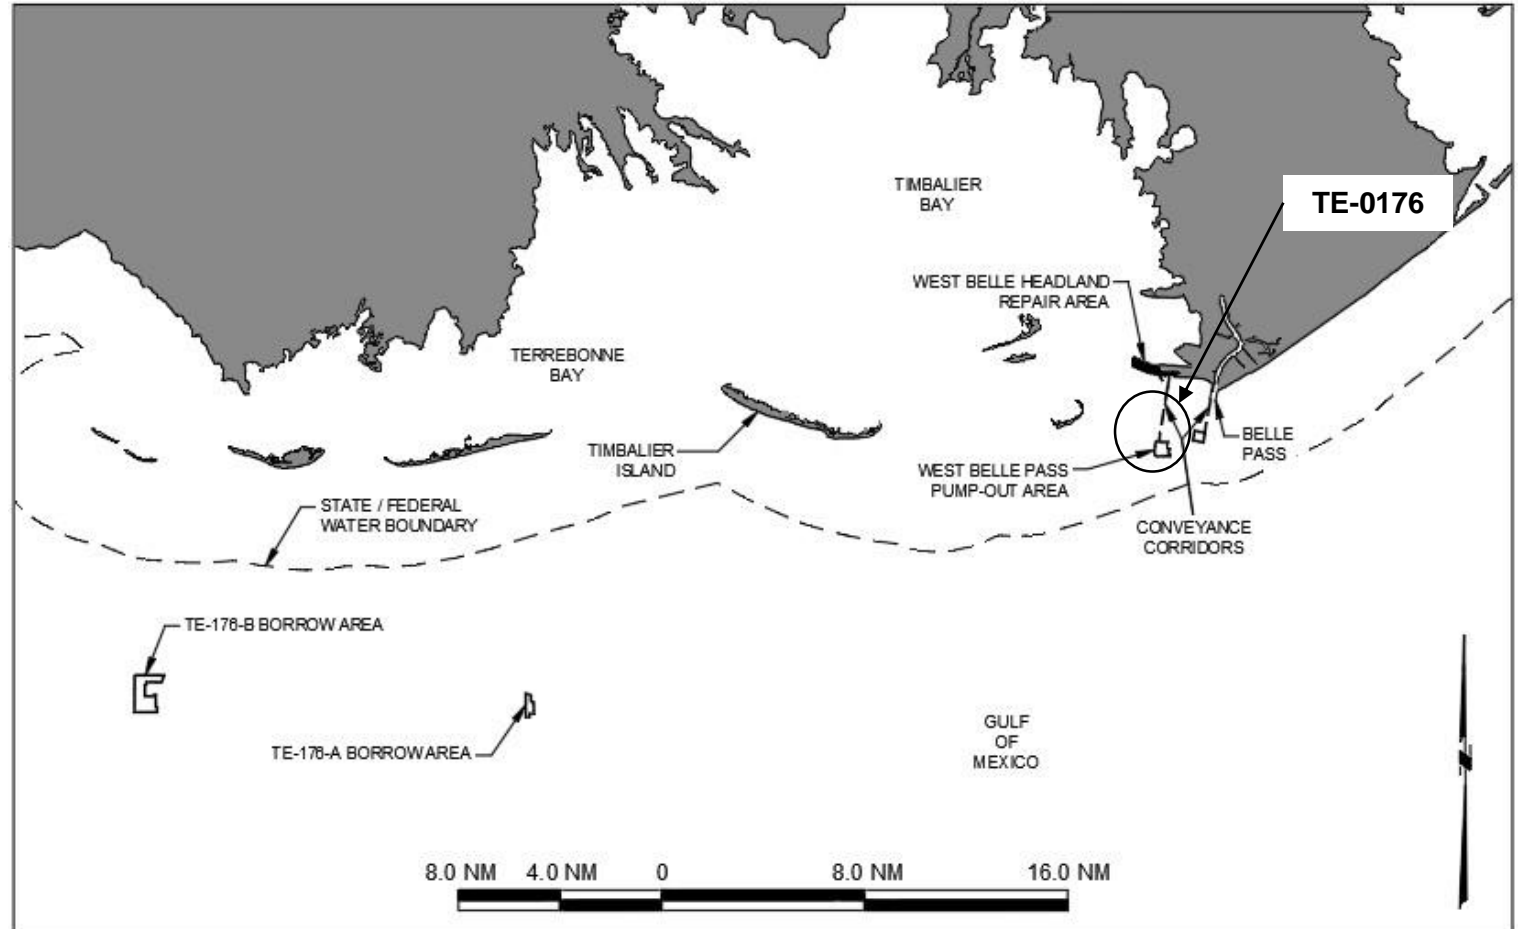 TIMBALIER
BAY
TE-0176
WEST BELLE HEADLAND
REPAIR AREA
TERREBONNE
BAY
TIMBALIER
ISLAND
BELLE
PASS
WEST BELLE PASS
PUMP-OUT AREA
STATE / FEDERAL
WATER BOUNDARY
CONVEYANCE
CORRIDORS
TE-176-B BORROW AREA
TE-176-A BORROW AREA
GULF
OF
MEXICO
8.0 NM 4.0 NM 0 8.0 NM 16.0 NM
N